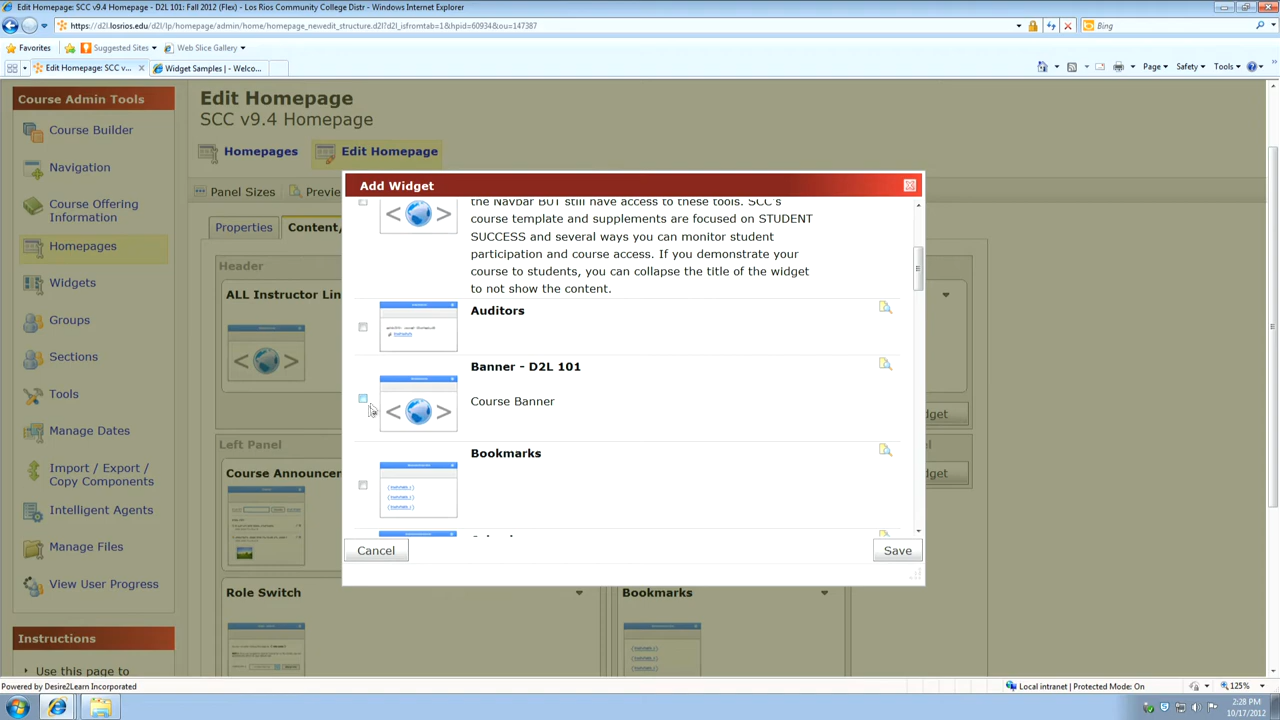 Edit Homepage: SCC v9.4 Homepage - D2L 101: Fall 2012 (Flex) - Los Rios Community College Distr - Windows Internet Explorer
https://d2l.losrios.edu/d2l/lp/homepage/admin/home/homepage_newedit_structure.d2l?d2l_isfromtab=1&hpid=60934&ou=147387
Bing
Favorites
Suggested Sites
Web Slice Gallery
Edit Homepage: SCC v...
Widget Samples | - Welco...
Page
Safety
Tools
Course Admin Tools
Course Builder
Navigation
Course Offering
Information
Homepages
Widgets
Groups
Sections
Tools
Manage Dates
Import / Export /
Copy Components
Intelligent Agents
Manage Files
View User Progress
Instructions
Use this page to
Edit Homepage
SCC v9.4 Homepage
Homepages
Edit Homepage
Panel Sizes
Previe
Properties
Content/
Header
ALL Instructor Lin
dget
Left Panel
el
Course Announcem
dget
Role Switch
Bookmarks
Add Widget
the Navbar BUT still have access to these tools. SCC's
course template and supplements are focused on STUDENT
SUCCESS and several ways you can monitor student
participation and course access. If you demonstrate your
course to students, you can collapse the title of the widget
to not show the content.
Auditors
Banner - D2L 101
Course Banner
Bookmarks
Cancel
Save
Powered by Desire2Learn Incorporated
Local intranet | Protected Mode: On
125%
2:28 PM
10/17/2012